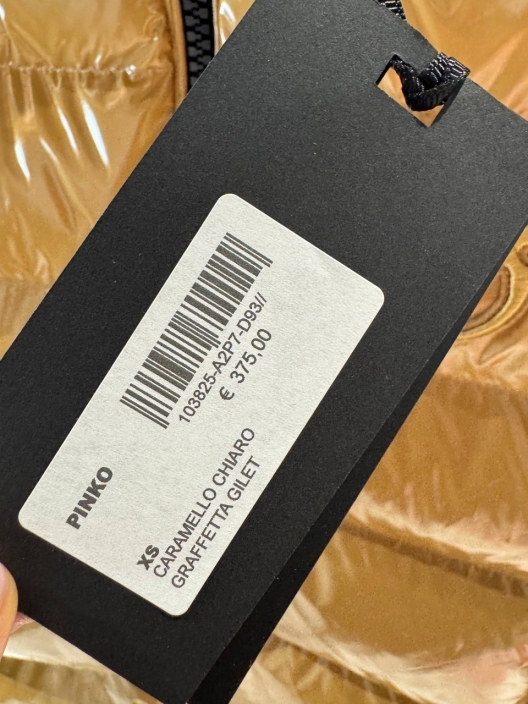 103825-A2P7-D93//
€ 375,00
PINKO
XS
CARAMELLO CHIARO
GRAFFETTA GILET